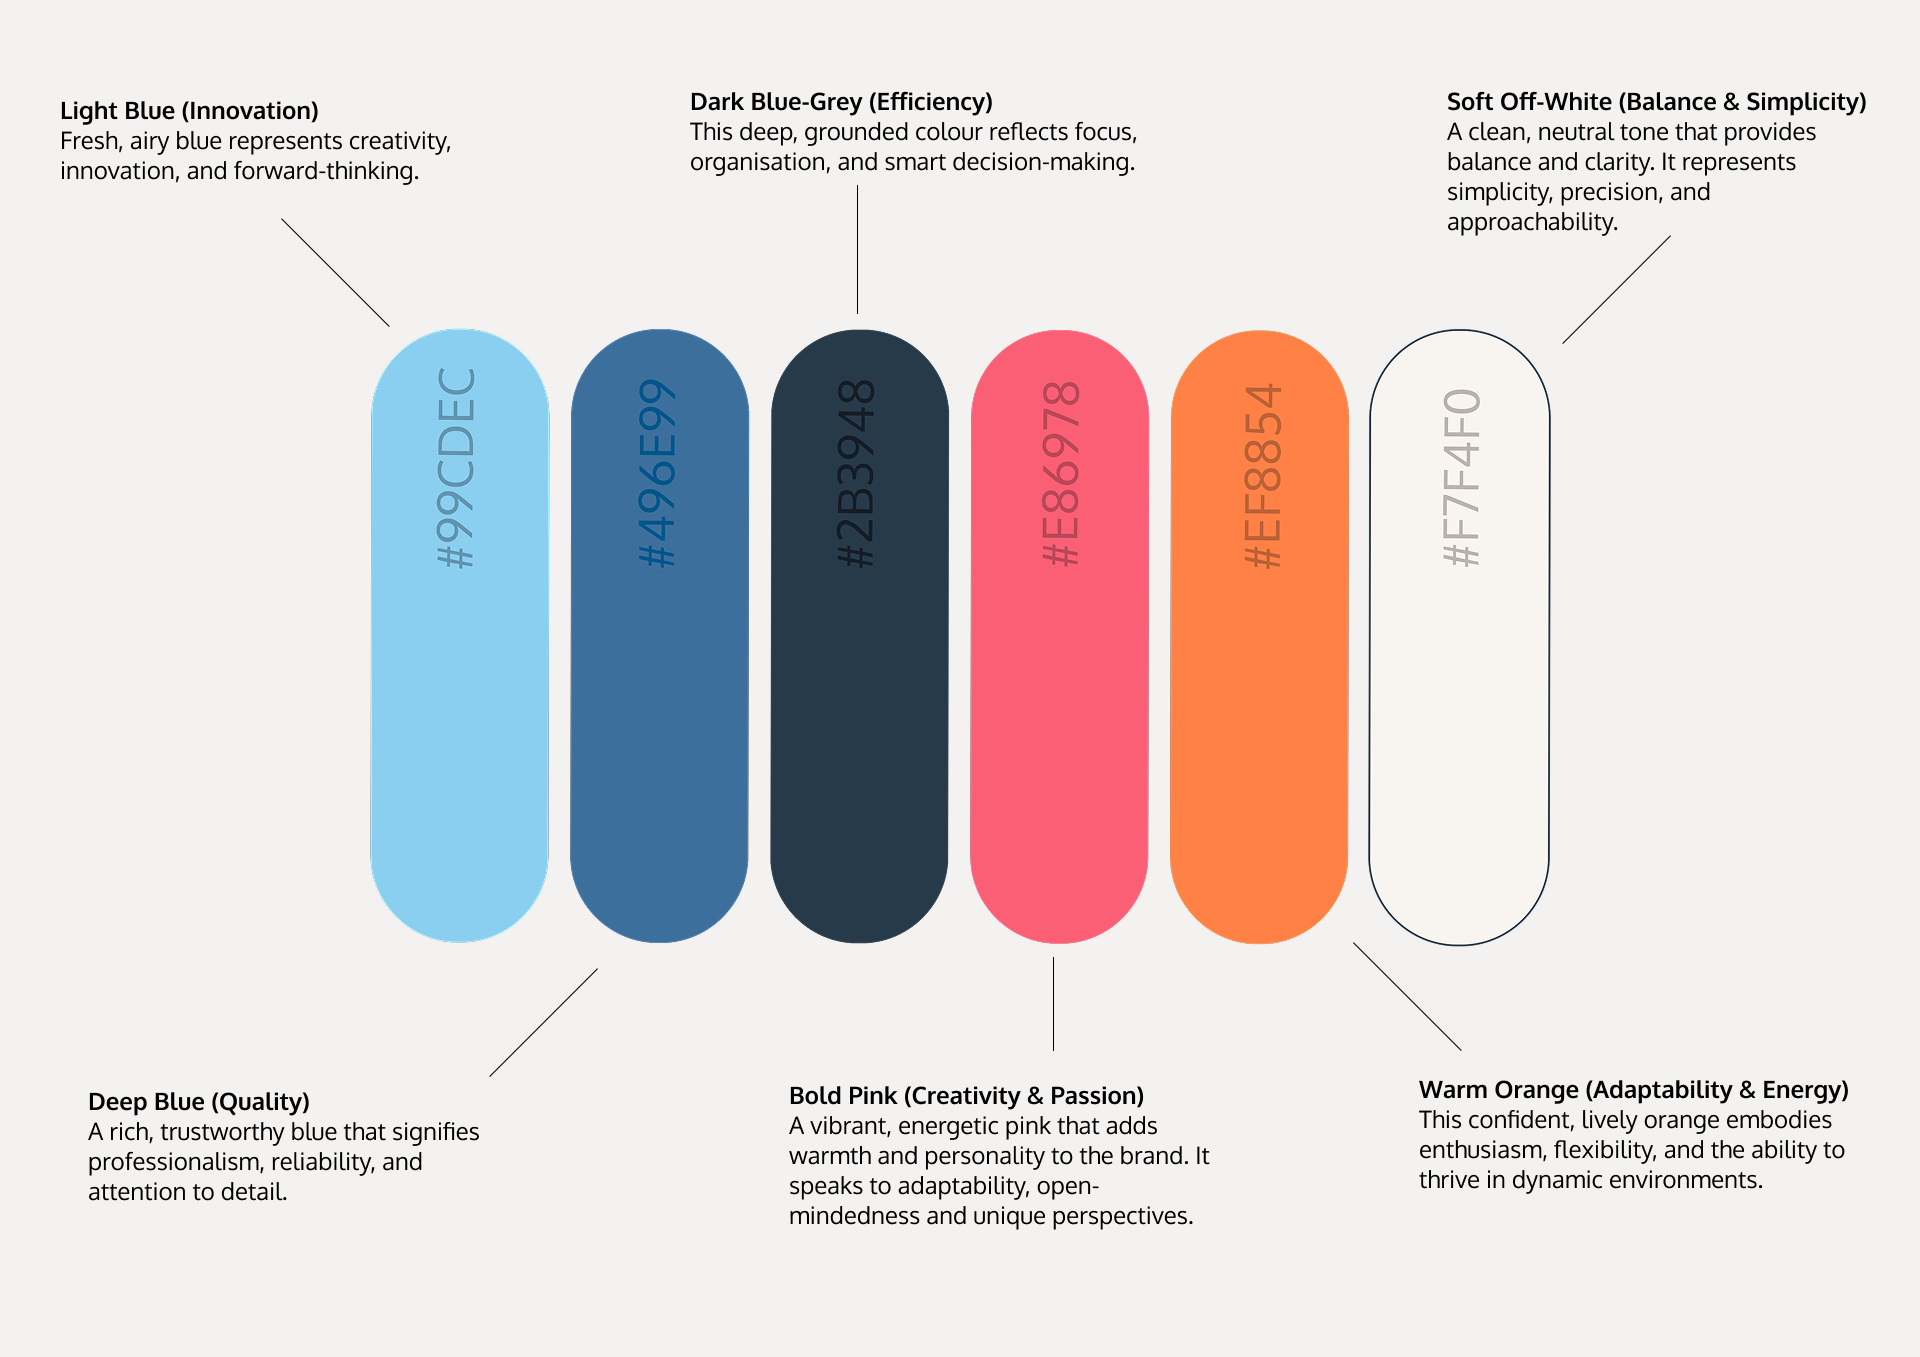 Light Blue (Innovation)
Fresh, airy blue represents creativity,
innovation, and forward-thinking.
Dark Blue-Grey (Efficiency)
This deep, grounded colour reflects focus,
organisation, and smart decision-making.
Soft Off-White (Balance & Simplicity)
A clean, neutral tone that provides
balance and clarity. It represents
simplicity, precision, and
approachability.
#99CDEC
#496E99
#2B3948
#E86978
#EF8854
#F7F4F0
Deep Blue (Quality)
A rich, trustworthy blue that signifies
professionalism, reliability, and
attention to detail.
Bold Pink (Creativity & Passion)
A vibrant, energetic pink that adds
warmth and personality to the brand. It
speaks to adaptability, open-
mindedness and unique perspectives.
Warm Orange (Adaptability & Energy)
This confident, lively orange embodies
enthusiasm, flexibility, and the ability to
thrive in dynamic environments.